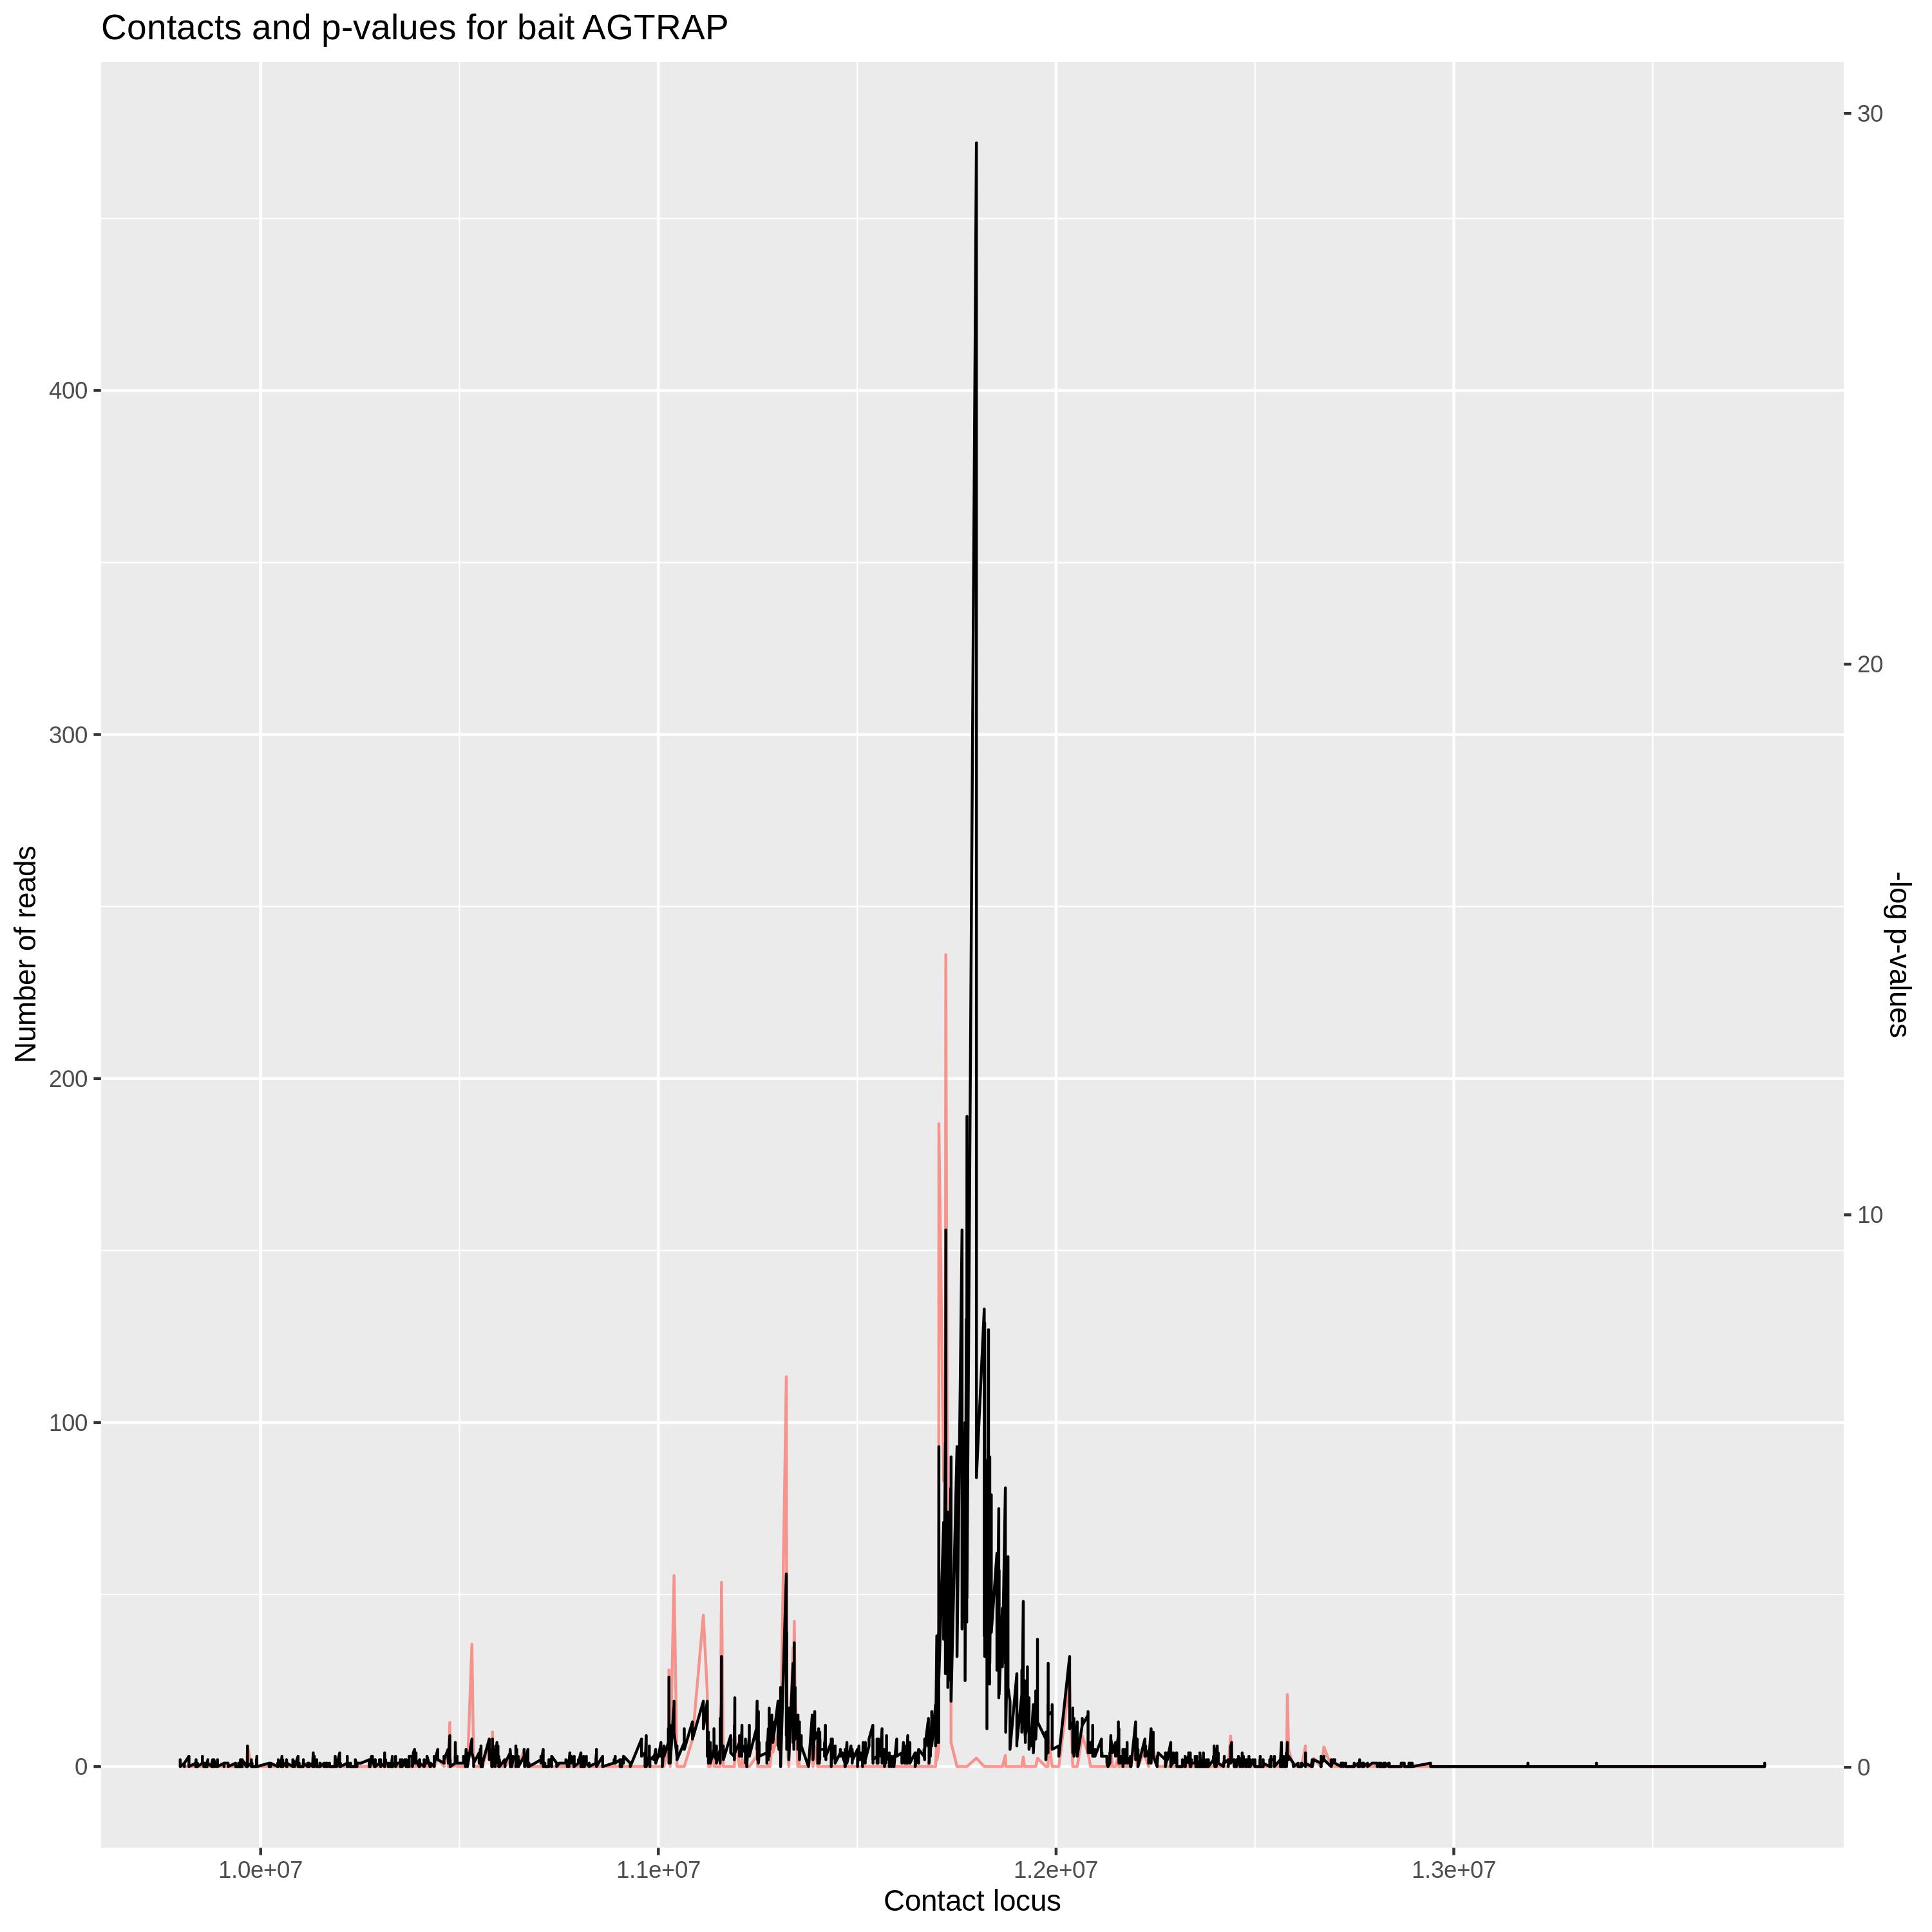 Contacts and p-values for bait AGTRAP
Number of reads
400
300
200
100
0
30
20
10
0
-log p-values
1.0e+07
1.1e+07
1.2e+07
1.3e+07
Contact locus